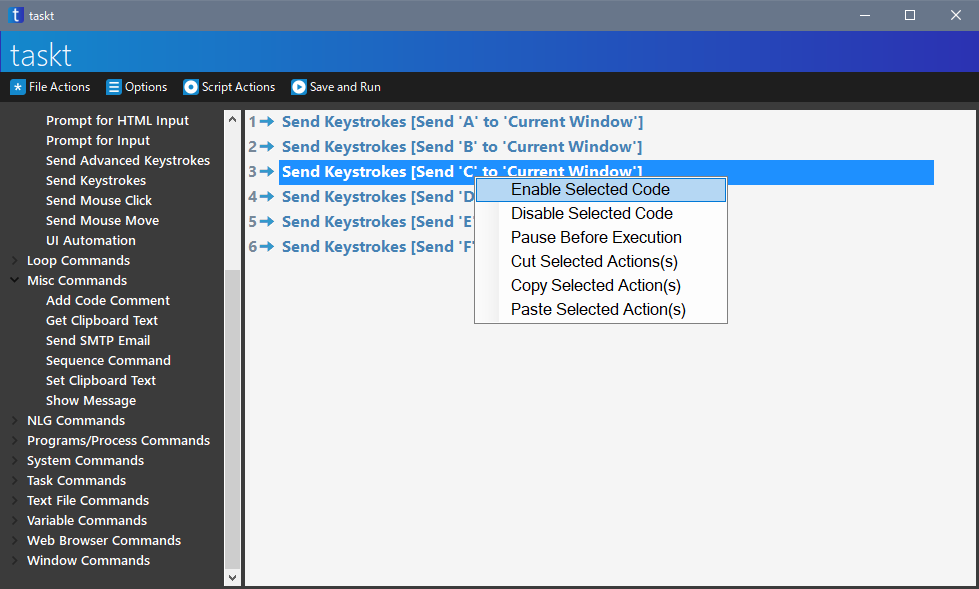 taskt
taskt
File Actions Options Script Actions Save and Run
Prompt for HTML Input
Prompt for Input
Send Advanced Keystrokes
Send Keystrokes
Send Mouse Click
Send Mouse Move
UI Automation
Loop Commands
Misc Commands
Add Code Comment
Get Clipboard Text
Send SMTP Email
Sequence Command
Set Clipboard Text
Show Message
NLG Commands
Programs/Process Commands
System Commands
Task Commands
Text File Commands
Variable Commands
Web Browser Commands
Window Commands
1 Send Keystrokes [Send 'A' to 'Current Window']
2 Send Keystrokes [Send 'B' to 'Current Window']
3 Send Keystrokes [Send 'C' to 'Current Window']
4 Send Keystrokes [Send 'D
5 Send Keystrokes [Send 'E'
6 Send Keystrokes [Send 'F'
Enable Selected Code
Disable Selected Code
Pause Before Execution
Cut Selected Actions(s)
Copy Selected Action(s)
Paste Selected Action(s)